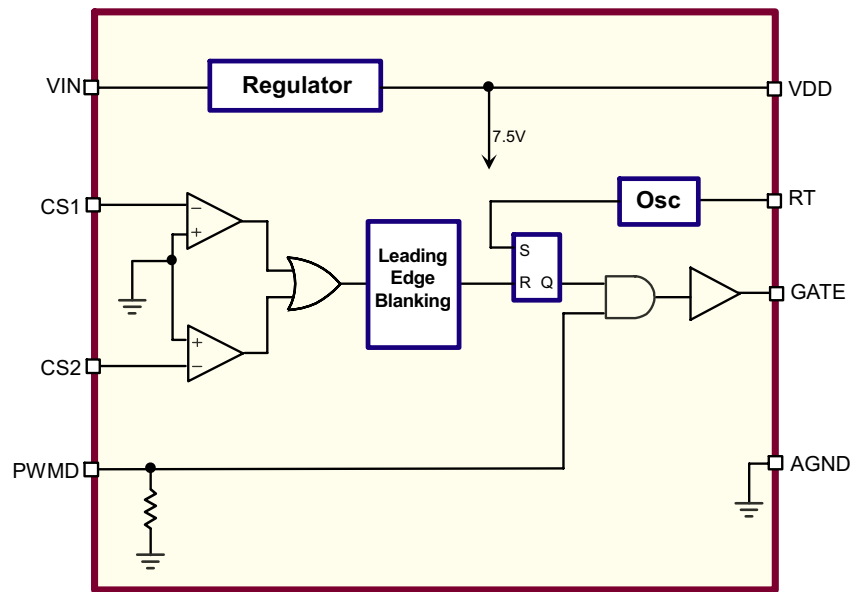 VIN
Regulator
VDD
7.5V
CS1
−
+
Osc
RT
Leading
Edge
Blanking
S
R Q
GATE
+
−
CS2
PWMD
AGND